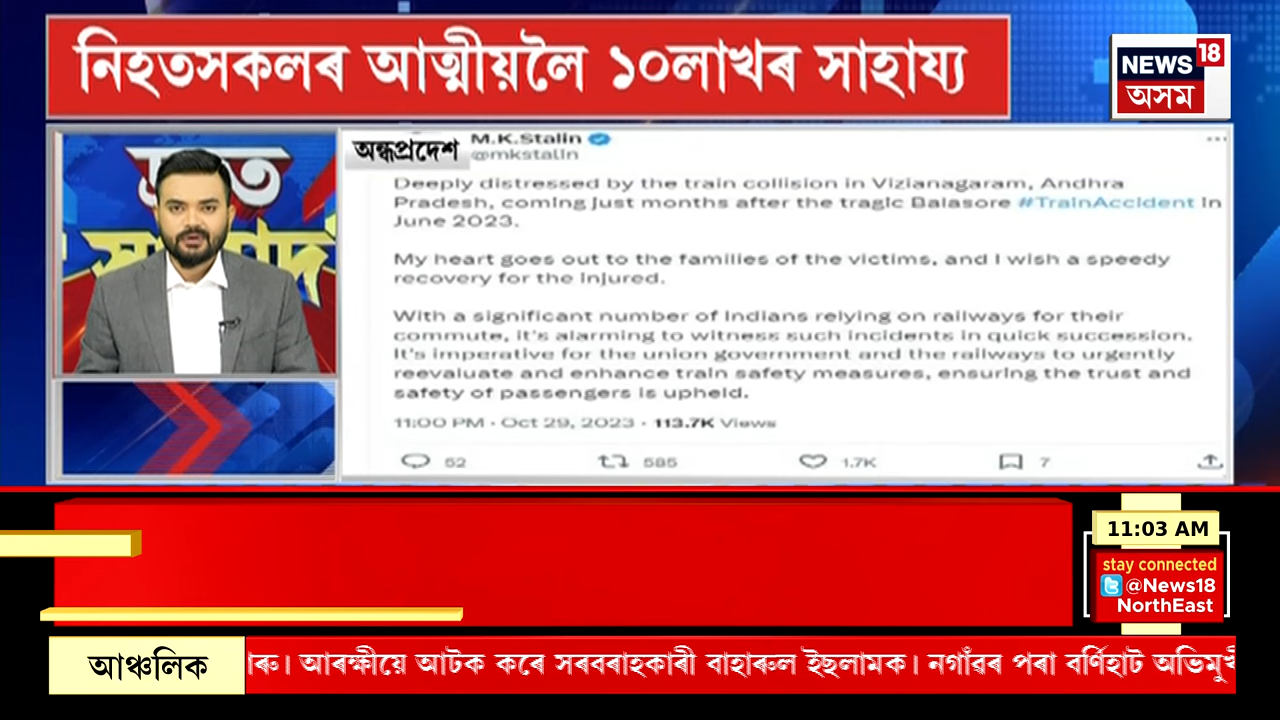 নিহতসকলৰ আত্মীয়লৈ ১০লাখৰ সাহায্য
NEWS 18
অসম
অন্ধপ্ৰদেশ
M.K.Stalin
@mkstalin
Deeply distressed by the train collision in Vizianagaram, Andhra
Pradesh, coming just months after the tragic Balasore #TrainAccident in
June 2023.
My heart goes out to the families of the victims, and I wish a speedy
recovery for the injured.
With a significant number of Indians relying on railways for their
commute, it's alarming to witness such incidents in quick succession.
It's imperative for the union government and the railways to urgently
reevaluate and enhance train safety measures, ensuring the trust and
safety of passengers is upheld.
11:00 PM · Oct 29, 2023 · 113.7K Views
52 585 1.7K 7
11:03 AM
stay connected
@News18
NorthEast
আঞ্চলিক
আৰক্ষীয়ে আটক কৰে সৰবৰাহকাৰী বাহাৰুল ইছলামক। নগাঁৱৰ পৰা বৰ্ণিহাট